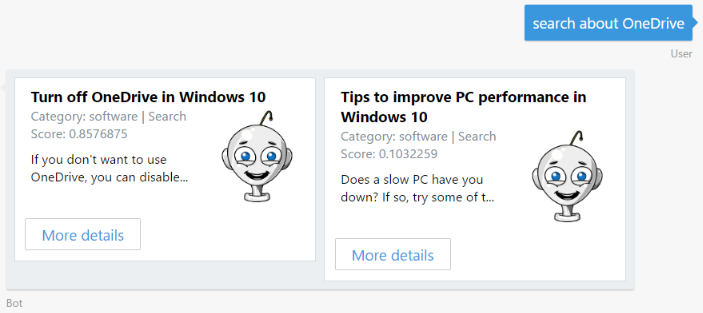 search about OneDrive
User
Turn off OneDrive in Windows 10
Category: software | Search
Score: 0.8576875
If you don't want to use
OneDrive, you can disable...
More details
Tips to improve PC performance in
Windows 10
Category: software | Search
Score: 0.1032259
Does a slow PC have you
down? If so, try some of t...
More details
Bot